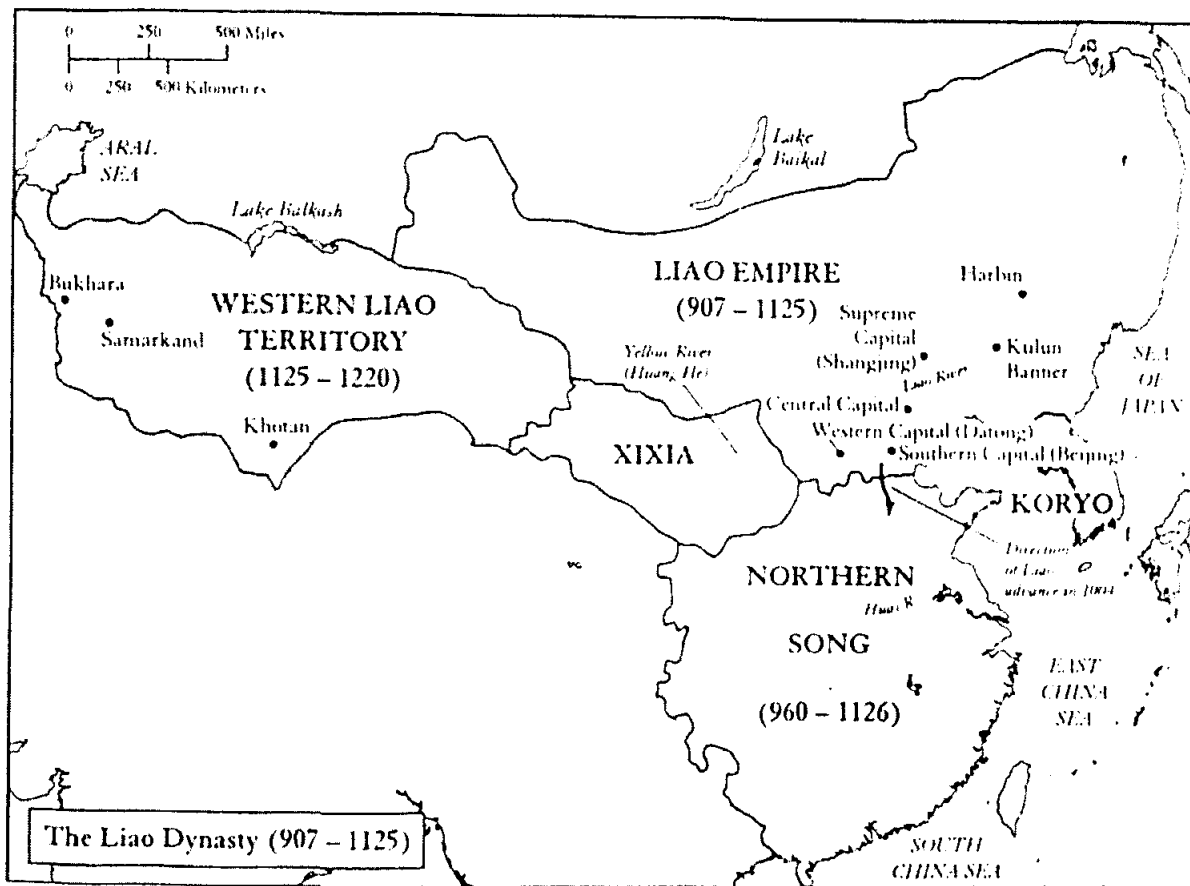 0 250 500 Miles
0 250 500 Kilometers
ARAL
SEA
Lake
Baikal
Lake Balkash
Bukhara
Samarkand
WESTERN LIAO
TERRITORY
(1125 – 1220)
Khotan
LIAO EMPIRE
(907 – 1125)
Harbin
Supreme
Capital
(Shangjing)
Kulun
Banner
Liao River
SEA
OF
JAPAN
Yellow River
(Huang He)
Central Capital
Western Capital (Datong)
Southern Capital (Beijing)
XIXIA
KORYO
Direction
of Liao
advance in 1004
NORTHERN
SONG
(960 – 1126)
Huai R
EAST
CHINA
SEA
SOUTH
CHINA SEA
The Liao Dynasty (907 – 1125)